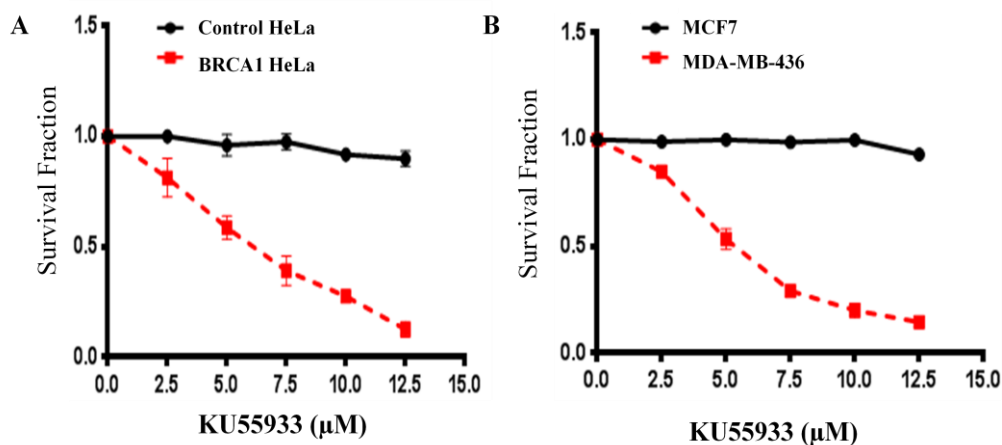 A
Control HeLa
BRCA1 HeLa
Survival Fraction
1.5
1.0
0.5
0.0
0.0 2.5 5.0 7.5 10.0 12.5 15.0
KU55933 (µM)
B
MCF7
MDA-MB-436
Survival Fraction
1.5
1.0
0.5
0.0
0.0 2.5 5.0 7.5 10.0 12.5 15.0
KU55933 (µM)